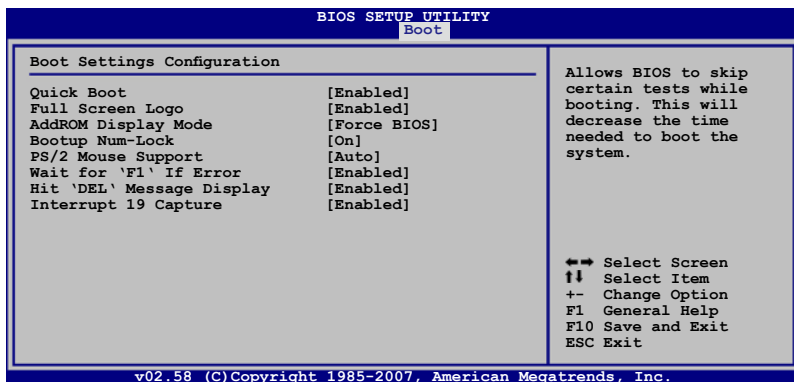 BIOS SETUP UTILITY
Boot
Boot Settings Configuration
Quick Boot [Enabled]
Full Screen Logo [Enabled]
AddROM Display Mode [Force BIOS]
Bootup Num-Lock [On]
PS/2 Mouse Support [Auto]
Wait for ‘F1‘ If Error [Enabled]
Hit ‘DEL‘ Message Display [Enabled]
Interrupt 19 Capture [Enabled]
Allows BIOS to skip
certain tests while
booting. This will
decrease the time
needed to boot the
system.
←→ Select Screen
↑↓ Select Item
+- Change Option
F1 General Help
F10 Save and Exit
ESC Exit
v02.58 (C)Copyright 1985-2007, American Megatrends, Inc.